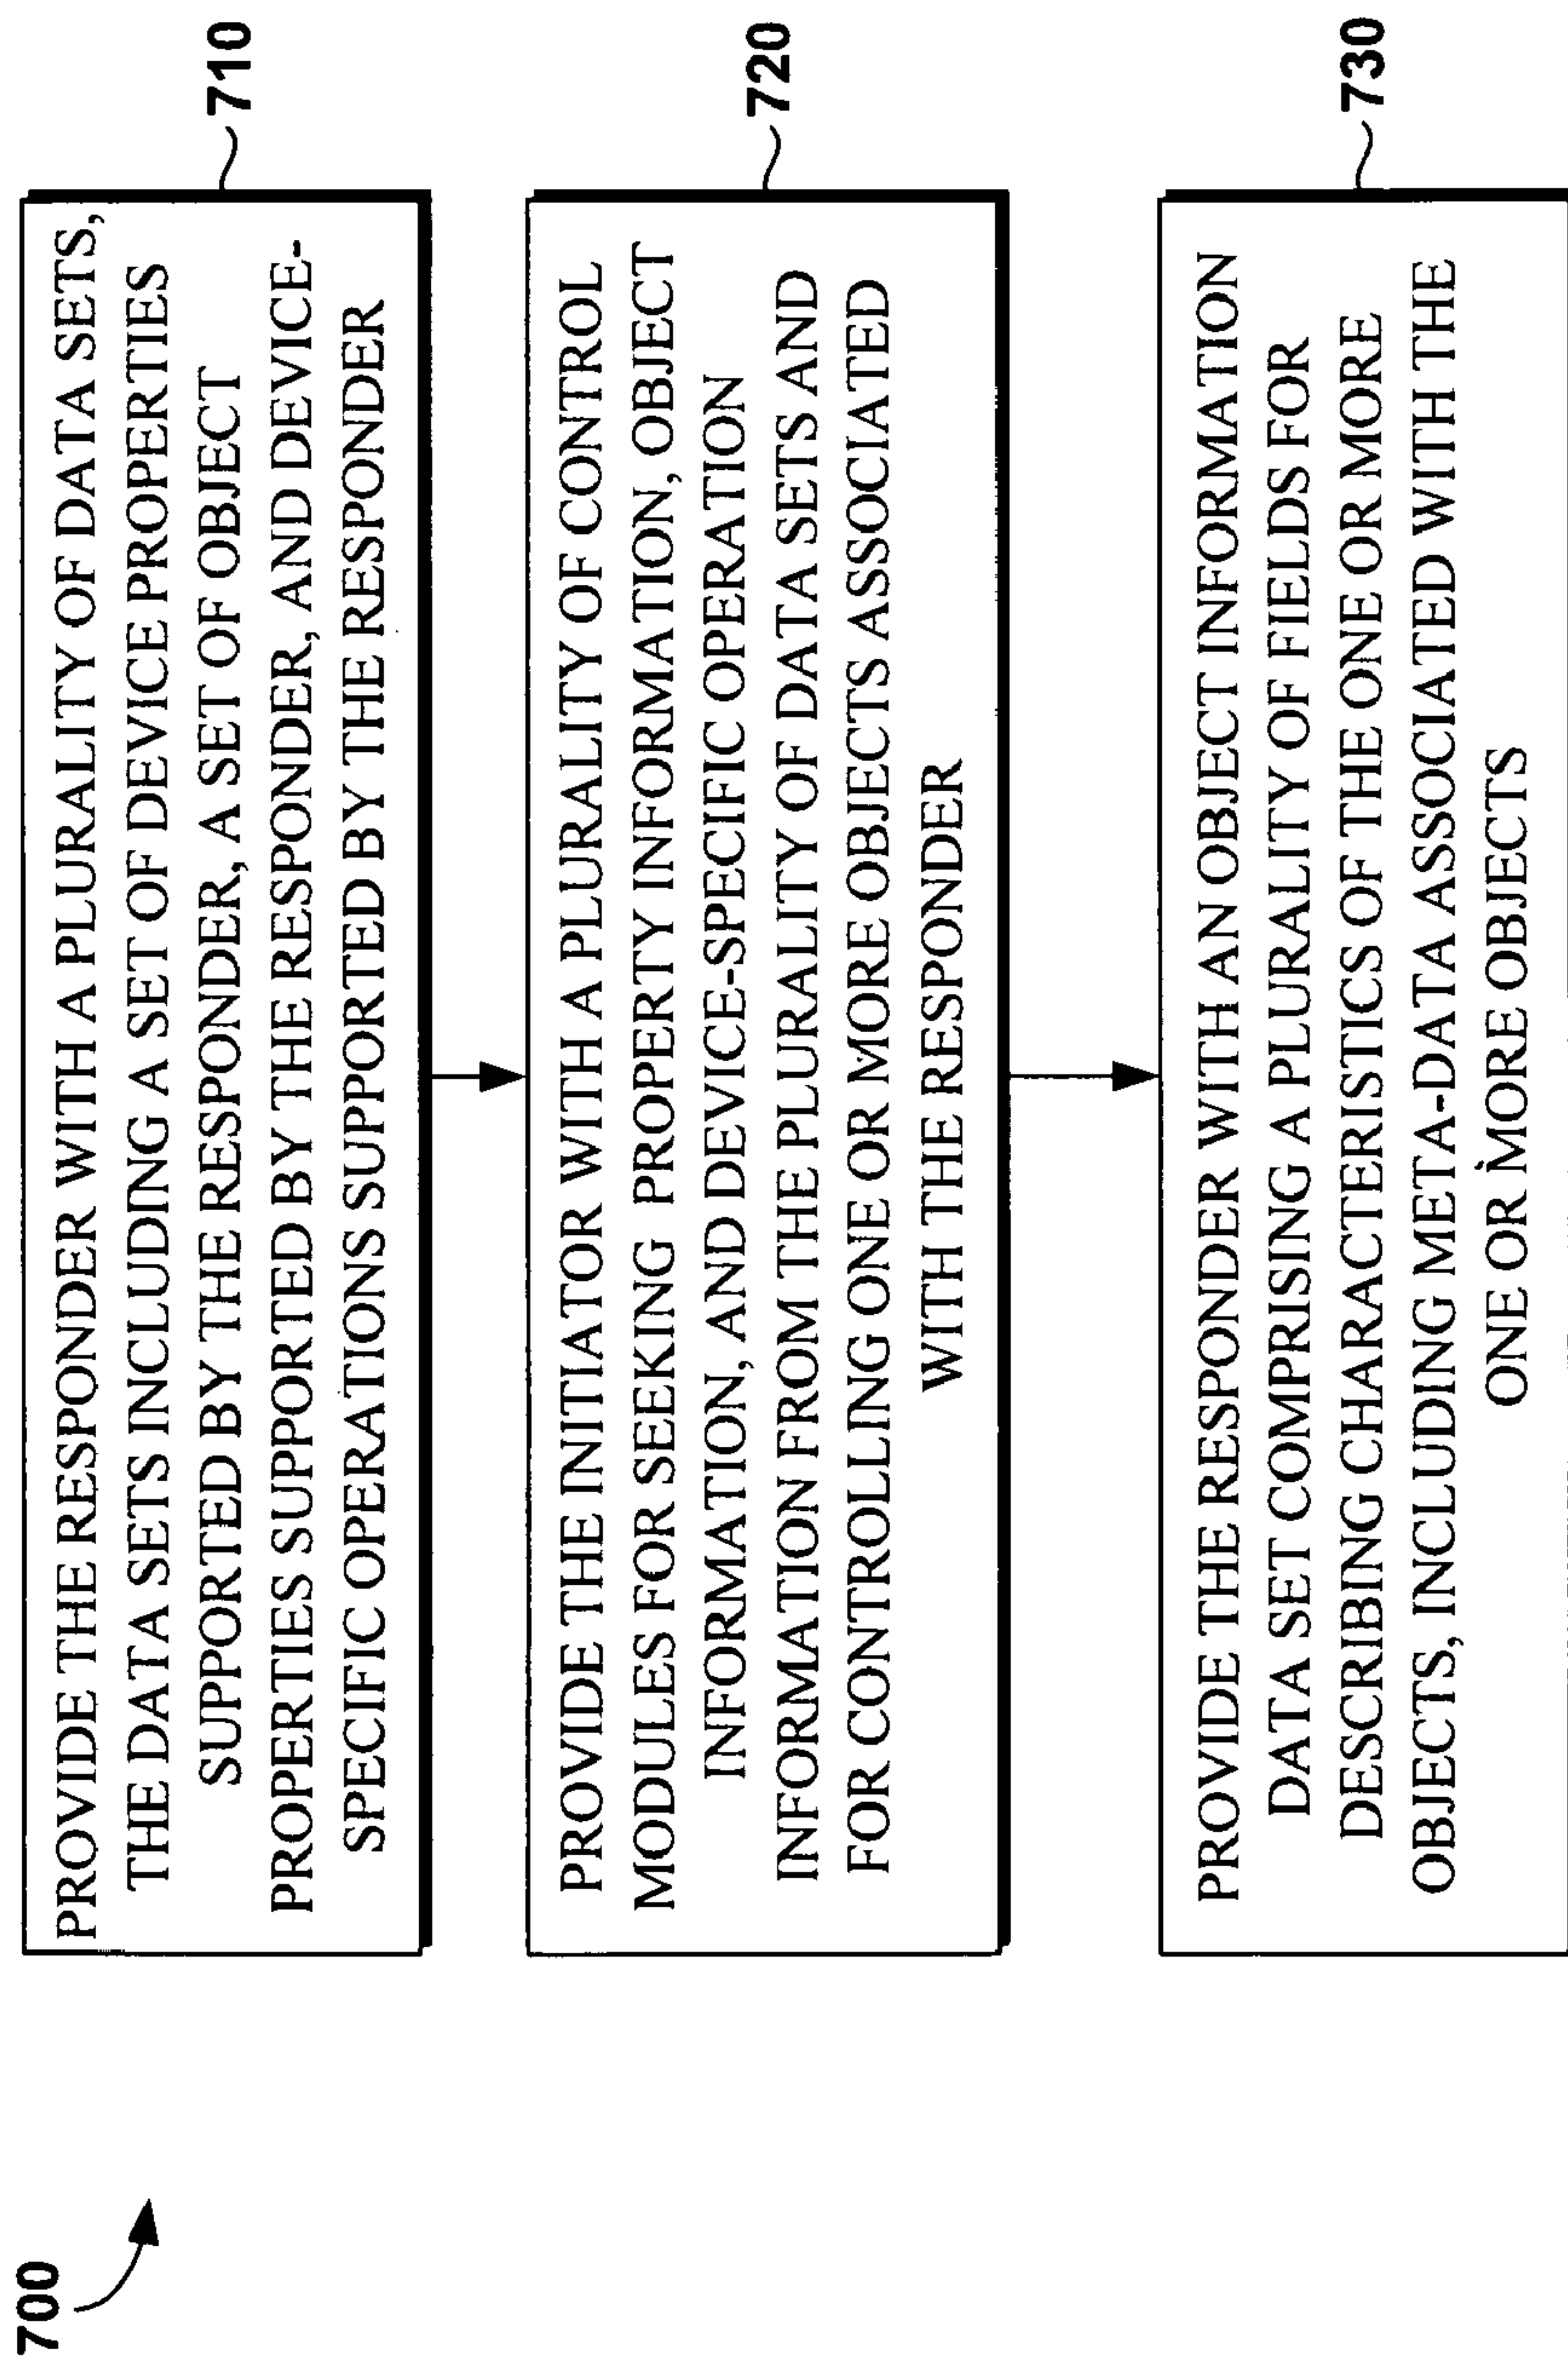 700
PROVIDE THE RESPONDER WITH A PLURALITY OF DATA SETS,
THE DATA SETS INCLUDING A SET OF DEVICE PROPERTIES
SUPPORTED BY THE RESPONDER, A SET OF OBJECT
PROPERTIES SUPPORTED BY THE RESPONDER, AND DEVICE-
SPECIFIC OPERATIONS SUPPORTED BY THE RESPONDER
710
PROVIDE THE INITIATOR WITH A PLURALITY OF CONTROL
MODULES FOR SEEKING PROPERTY INFORMATION, OBJECT
INFORMATION, AND DEVICE-SPECIFIC OPERATION
INFORMATION FROM THE PLURALITY OF DATA SETS AND
FOR CONTROLLING ONE OR MORE OBJECTS ASSOCIATED
WITH THE RESPONDER
720
PROVIDE THE RESPONDER WITH AN OBJECT INFORMATION
DATA SET COMPRISING A PLURALITY OF FIELDS FOR
DESCRIBING CHARACTERISTICS OF THE ONE OR MORE
OBJECTS, INCLUDING META-DATA ASSOCIATED WITH THE
ONE OR MORE OBJECTS
730